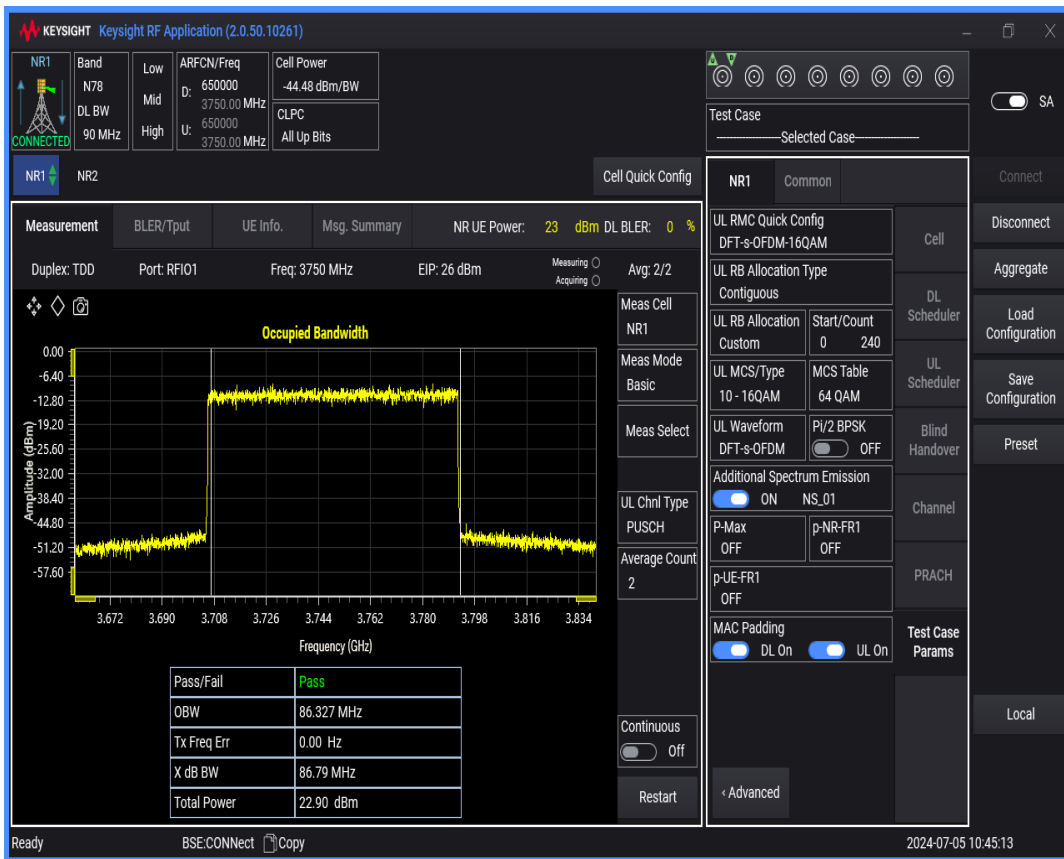 KEYSIGHT Keysight RF Application (2.0.50.10261)
NR1
CONNECTED
Band
N78
DL BW
90 MHz
Low
Mid
High
ARFCN/Freq
D: 650000
3750.00 MHz
U: 650000
3750.00 MHz
Cell Power
-44.48 dBm/BW
CLPC
All Up Bits
Test Case
Selected Case
SA
NR1
NR2
Cell Quick Config
Measurement
BLER/Tput
UE Info.
Msg. Summary
NR UE Power: 23 dBm DL BLER: 0 %
Duplex: TDD
Port: RFIO1
Freq: 3750 MHz
EIP: 26 dBm
Measuring
Acquiring
Avg: 2/2
Occupied Bandwidth
Amplitude (dBm)
0.00
-6.40
-12.80
-19.20
-25.60
-32.00
-38.40
-44.80
-51.20
-57.60
3.672 3.690 3.708 3.726 3.744 3.762 3.780 3.798 3.816 3.834
Frequency (GHz)
Pass/Fail Pass
OBW 86.327 MHz
Tx Freq Err 0.00 Hz
X dB BW 86.79 MHz
Total Power 22.90 dBm
Meas Cell
NR1
Meas Mode
Basic
Meas Select
UL Chnl Type
PUSCH
Average Count
2
Continuous
Off
Restart
NR1
Common
UL RMC Quick Config
DFT-s-OFDM-16QAM
UL RB Allocation Type
Contiguous
UL RB Allocation
Custom
Start/Count
0 240
UL MCS/Type
10 - 16QAM
MCS Table
64 QAM
UL Waveform
DFT-s-OFDM
Pi/2 BPSK
OFF
Additional Spectrum Emission
ON NS_01
P-Max
OFF
p-NR-FR1
OFF
p-UE-FR1
OFF
MAC Padding
DL On UL On
‹ Advanced
Cell
DL
Scheduler
UL
Scheduler
Blind
Handover
Channel
PRACH
Test Case
Params
Connect
Disconnect
Aggregate
Load
Configuration
Save
Configuration
Preset
Local
Ready
BSE:CONNect
Copy
2024-07-05 10:45:13